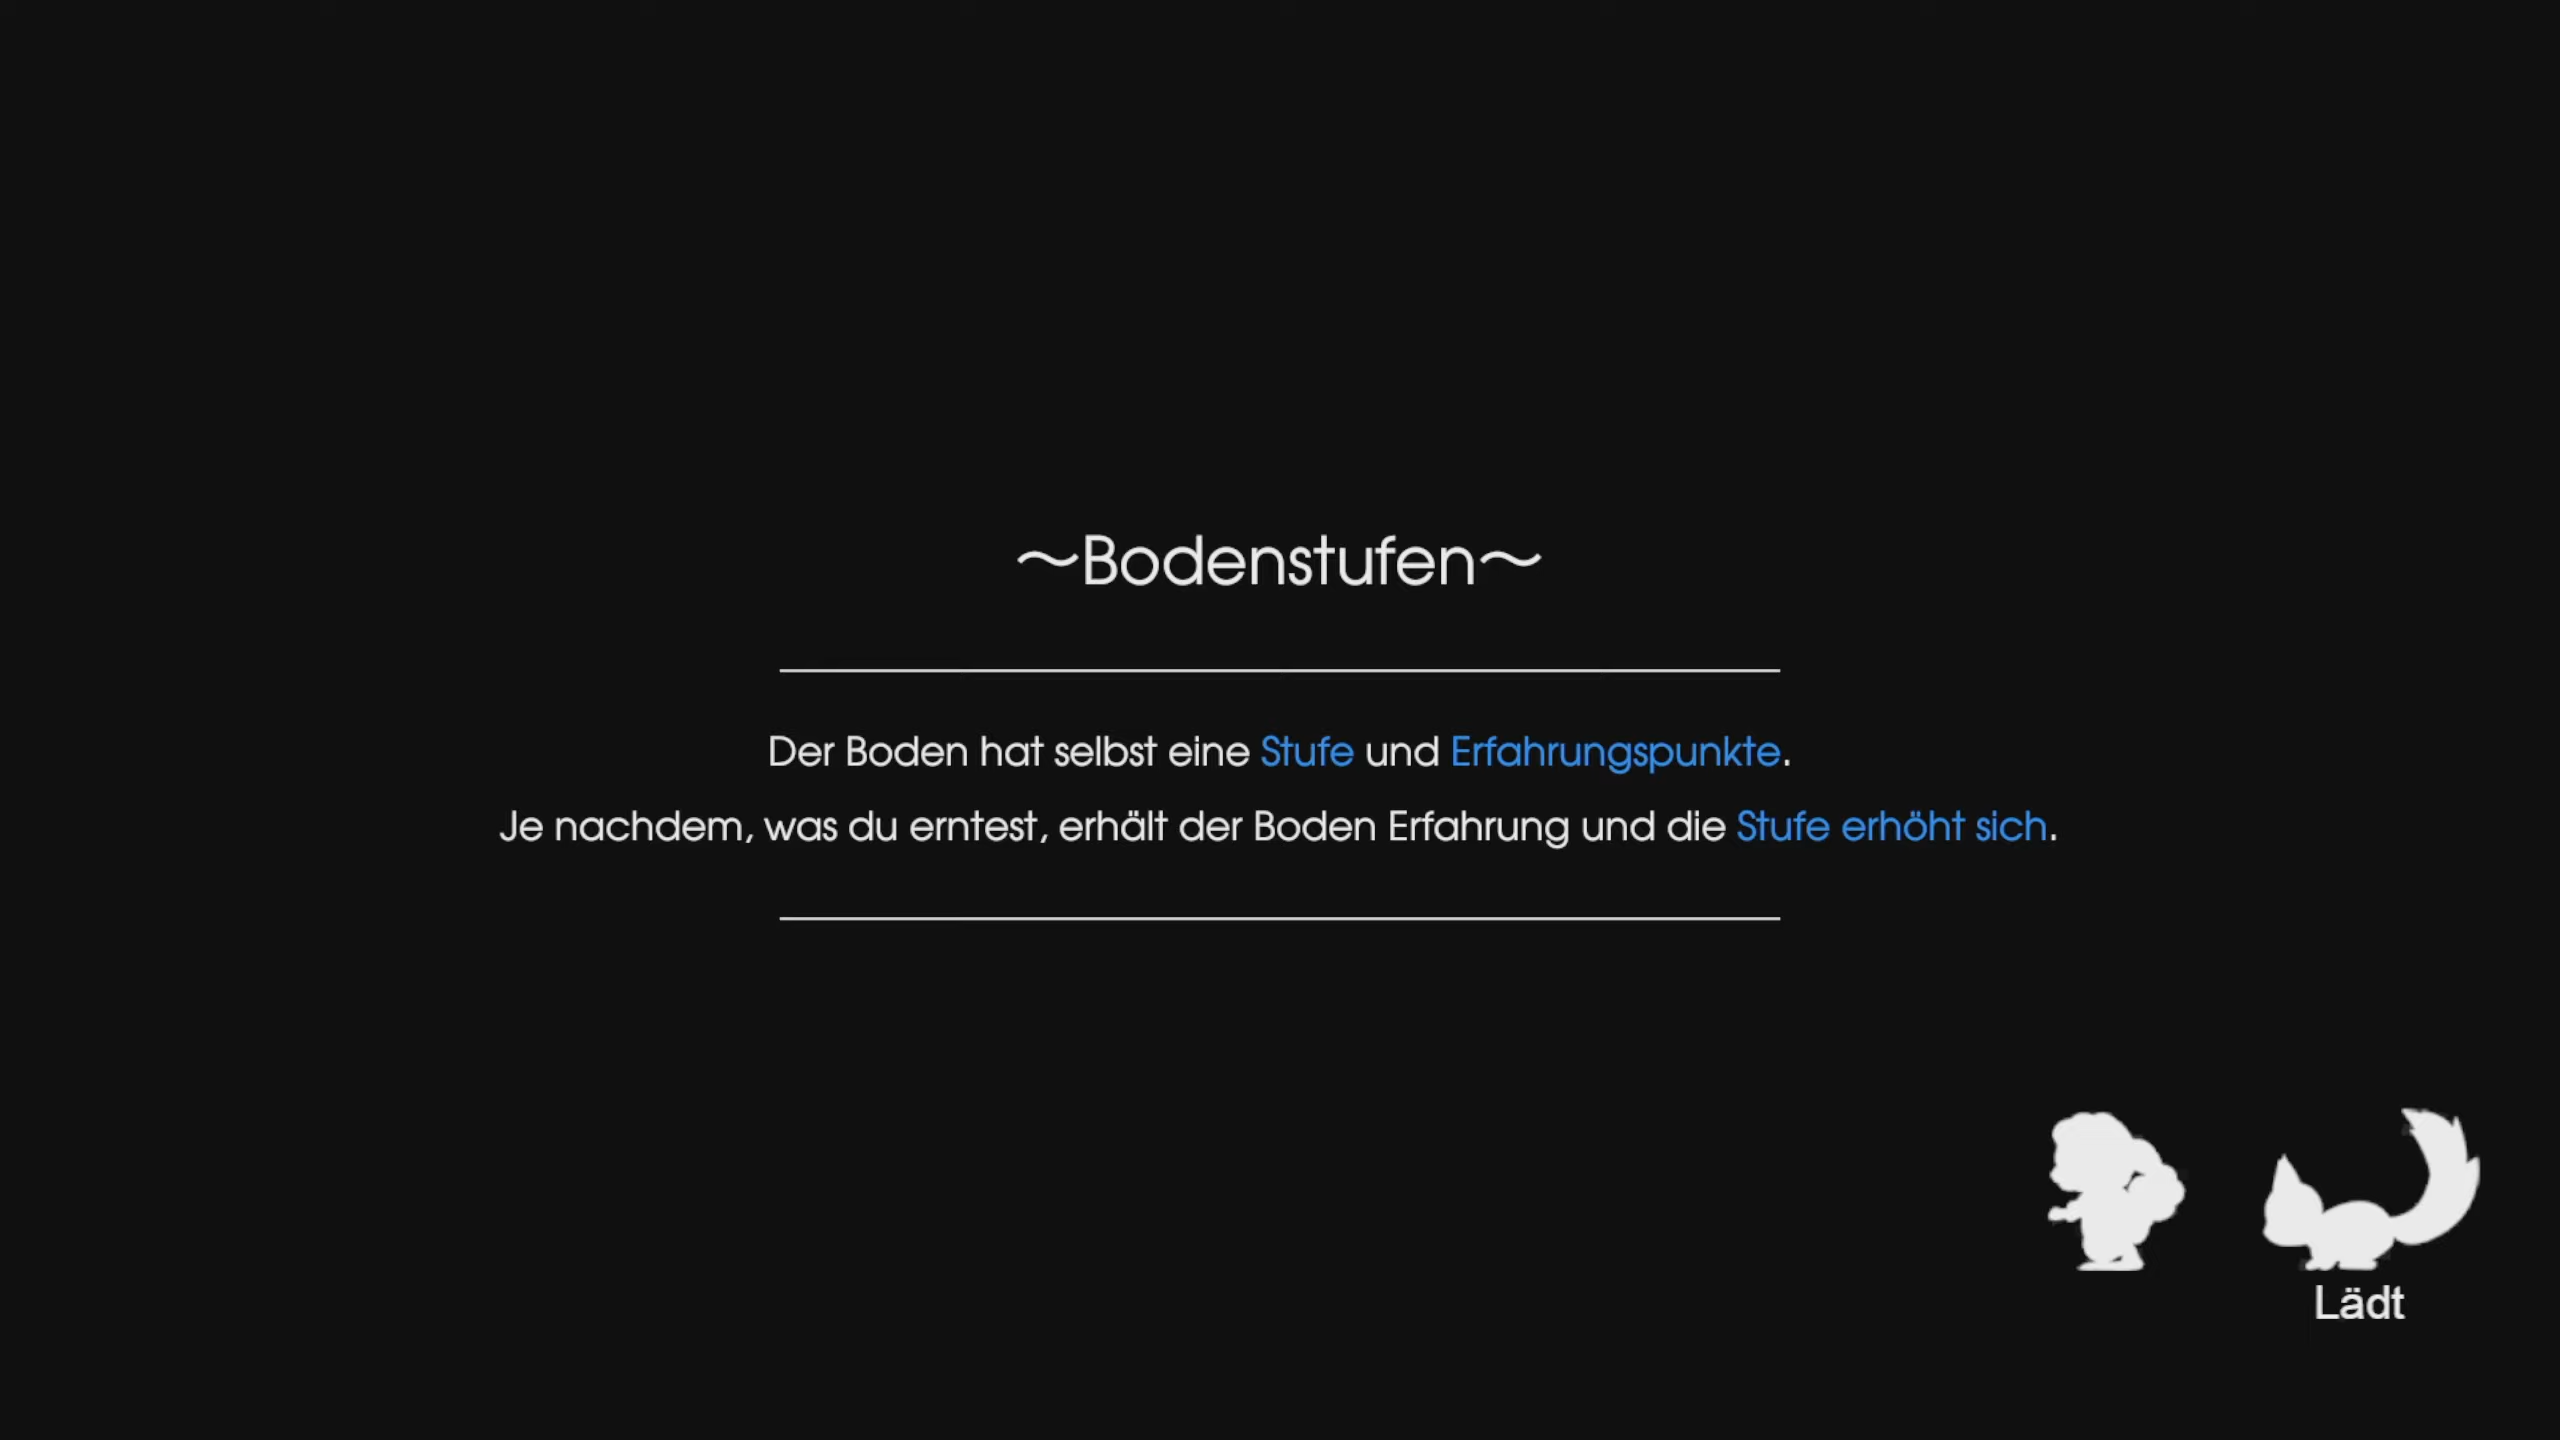 ～Bodenstufen～
Der Boden hat selbst eine Stufe und Erfahrungspunkte.
Je nachdem, was du erntest, erhält der Boden Erfahrung und die Stufe erhöht sich.
Lädt